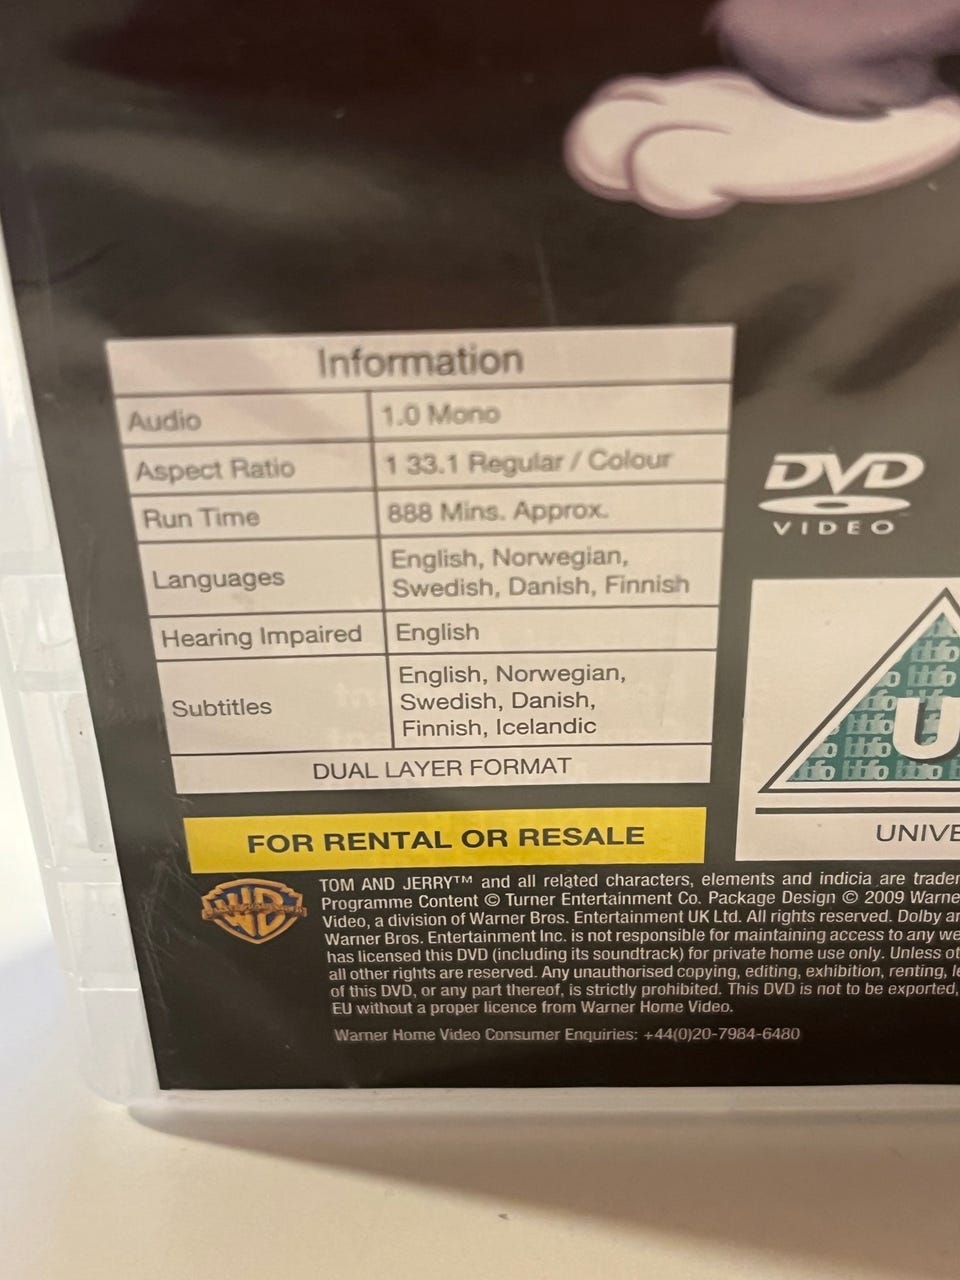 Information
Audio
1.0 Mono
Aspect Ratio
1 33.1 Regular / Colour
Run Time
888 Mins. Approx.
Languages
English, Norwegian,
Swedish, Danish, Finnish
Hearing Impaired
English
Subtitles
English, Norwegian,
Swedish, Danish,
Finnish, Icelandic
DUAL LAYER FORMAT
DVD
VIDEO
U
UNIVE
FOR RENTAL OR RESALE
WB
TOM AND JERRY™ and all related characters, elements and indicia are trader
Programme Content © Turner Entertainment Co. Package Design © 2009 Warne
Video, a division of Warner Bros. Entertainment UK Ltd. All rights reserved. Dolby ar
Warner Bros. Entertainment Inc. is not responsible for maintaining access to any we
has licensed this DVD (including its soundtrack) for private home use only. Unless ot
all other rights are reserved. Any unauthorised copying, editing, exhibition, renting, le
of this DVD, or any part thereof, is strictly prohibited. This DVD is not to be exported,
EU without a proper licence from Warner Home Video.
Warner Home Video Consumer Enquiries: +44(0)20-7984-6480